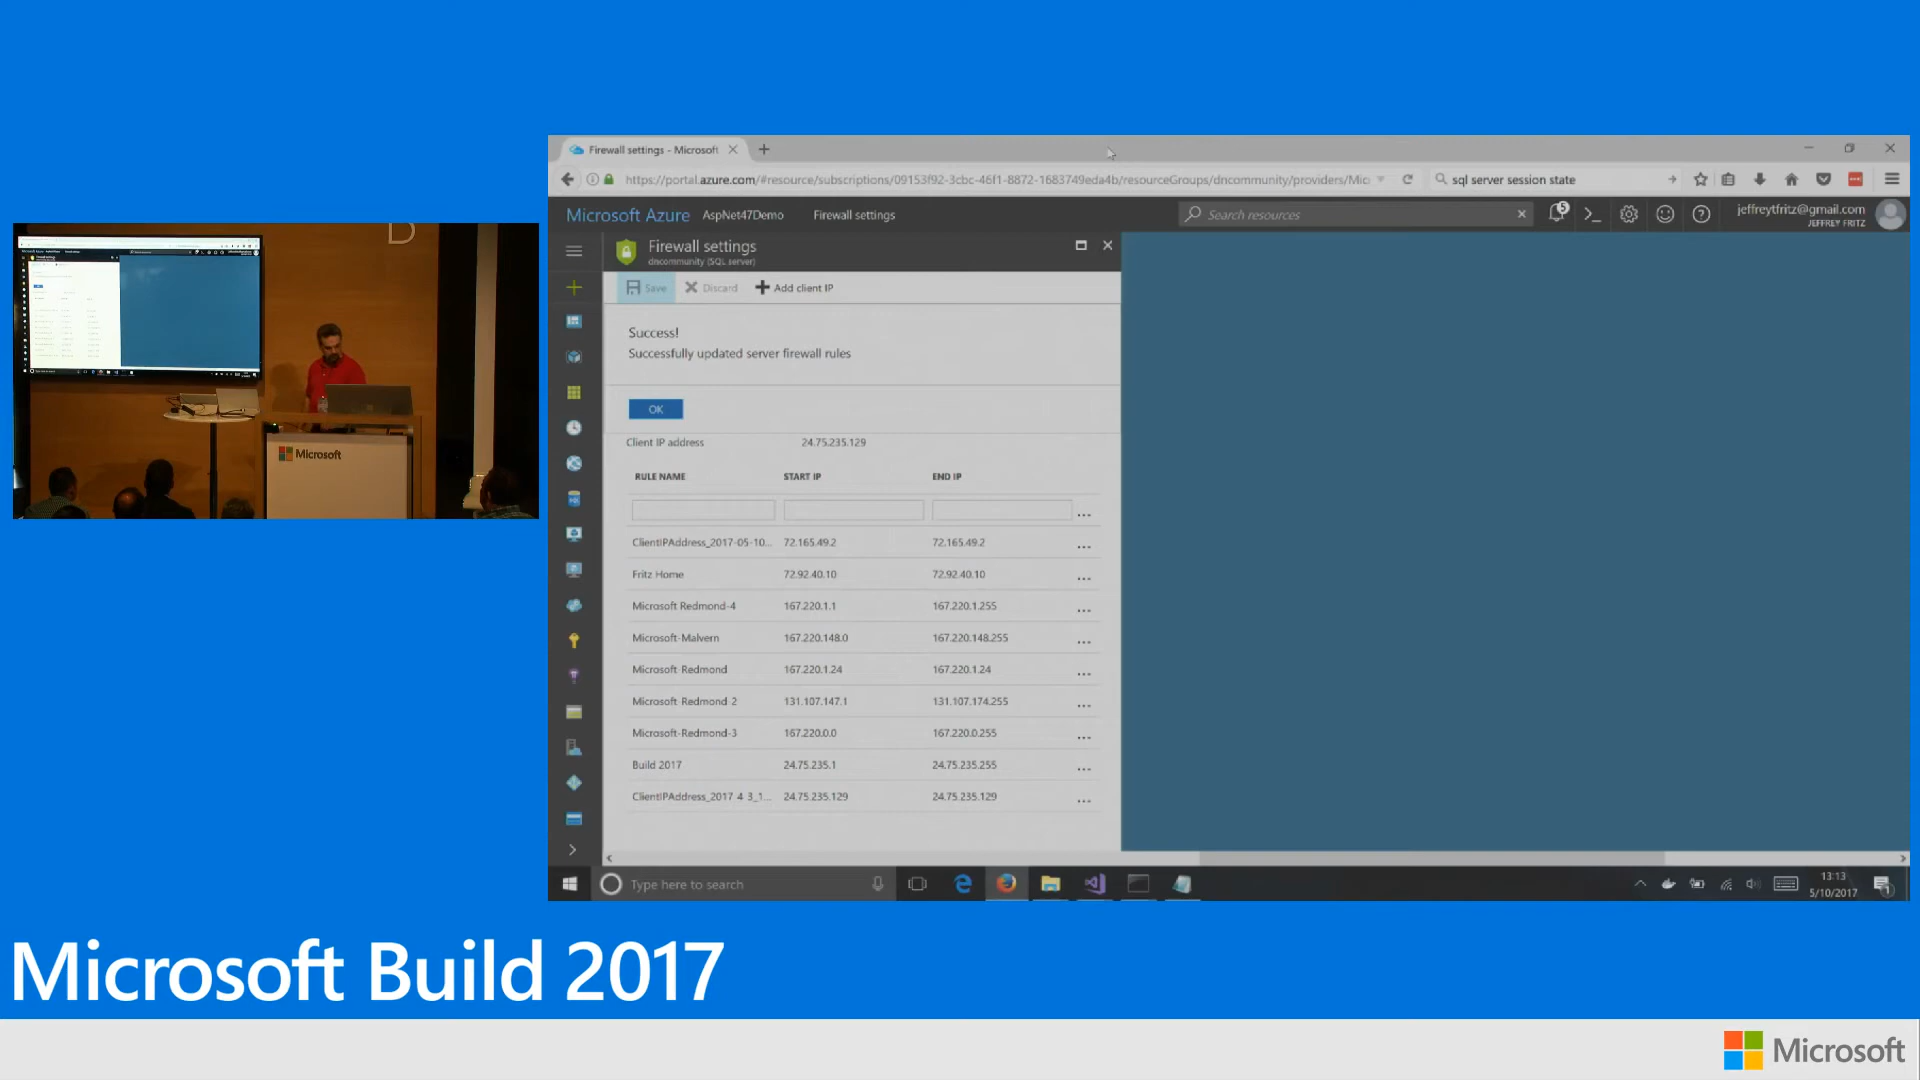 Firewall settings - Microsoft
https://portal.azure.com/#resource/subscriptions/09153f92-3cbc-46f1-8872-1683749eda4b/resourceGroups/dncommunity/providers/Mic
sql server session state
Microsoft Azure AspNet47Demo Firewall settings
Search resources
5
jeffreytfritz@gmail.com
JEFFREY FRITZ
Firewall settings
dncommunity (SQL server)
Save Discard Add client IP
Success!
Successfully updated server firewall rules
OK
Client IP address 24.75.235.129
RULE NAME START IP END IP
...
ClientIPAddress_2017-05-10... 72.165.49.2 72.165.49.2 ...
Fritz Home 72.92.40.10 72.92.40.10 ...
Microsoft Redmond-4 167.220.1.1 167.220.1.255 ...
Microsoft-Malvern 167.220.148.0 167.220.148.255 ...
Microsoft-Redmond 167.220.1.24 167.220.1.24 ...
Microsoft-Redmond 2 131.107.147.1 131.107.174.255 ...
Microsoft-Redmond-3 167.220.0.0 167.220.0.255 ...
Build 2017 24.75.235.1 24.75.235.255 ...
ClientIPAddress_2017 4 3_1... 24.75.235.129 24.75.235.129 ...
Type here to search
13:13
5/10/2017
Microsoft
Microsoft Build 2017
Microsoft